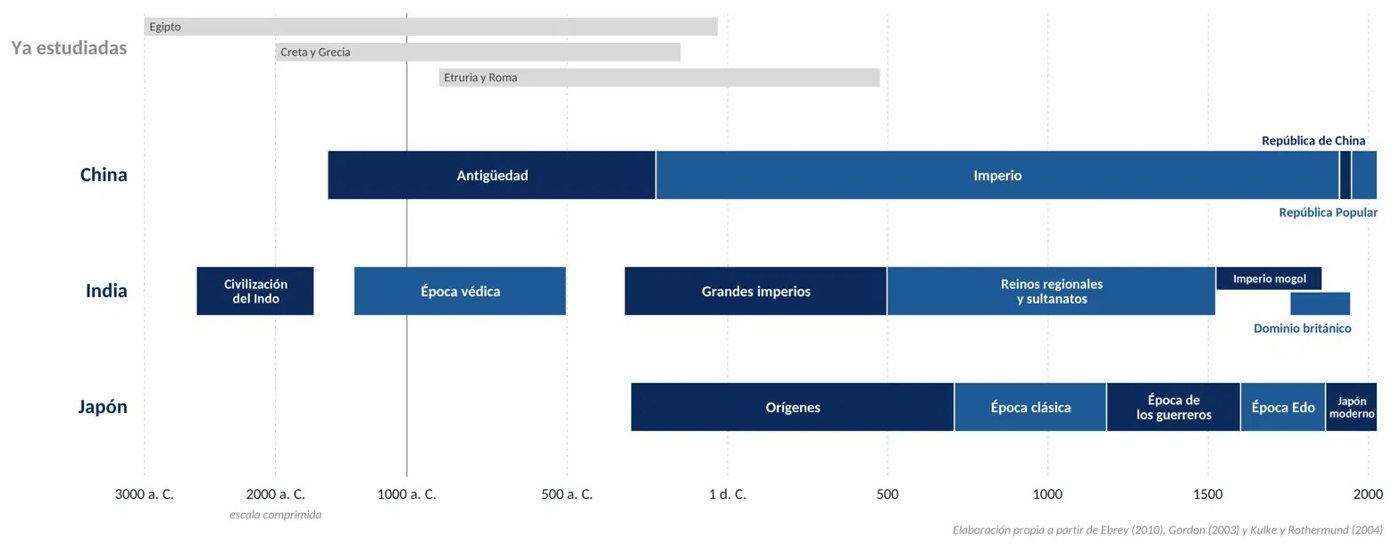 Ya estudiadas
Egipto
Creta y Grecia
Etruria y Roma
República de China
China
Antigüedad
Imperio
República Popular
India
Civilización
del Indo
Época védica
Grandes imperios
Reinos regionales
y sultanatos
Imperio mogol
Dominio británico
Japón
Orígenes
Época clásica
Época de
los guerreros
Época Edo
Japón
moderno
3000 a. C.
2000 a. C.
1000 a. C.
500 a. C.
1 d. C.
500
1000
1500
2000
escala comprimida
Elaboración propia a partir de Ebrey (2010), Gordon (2003) y Kulke y Rothermund (2004)